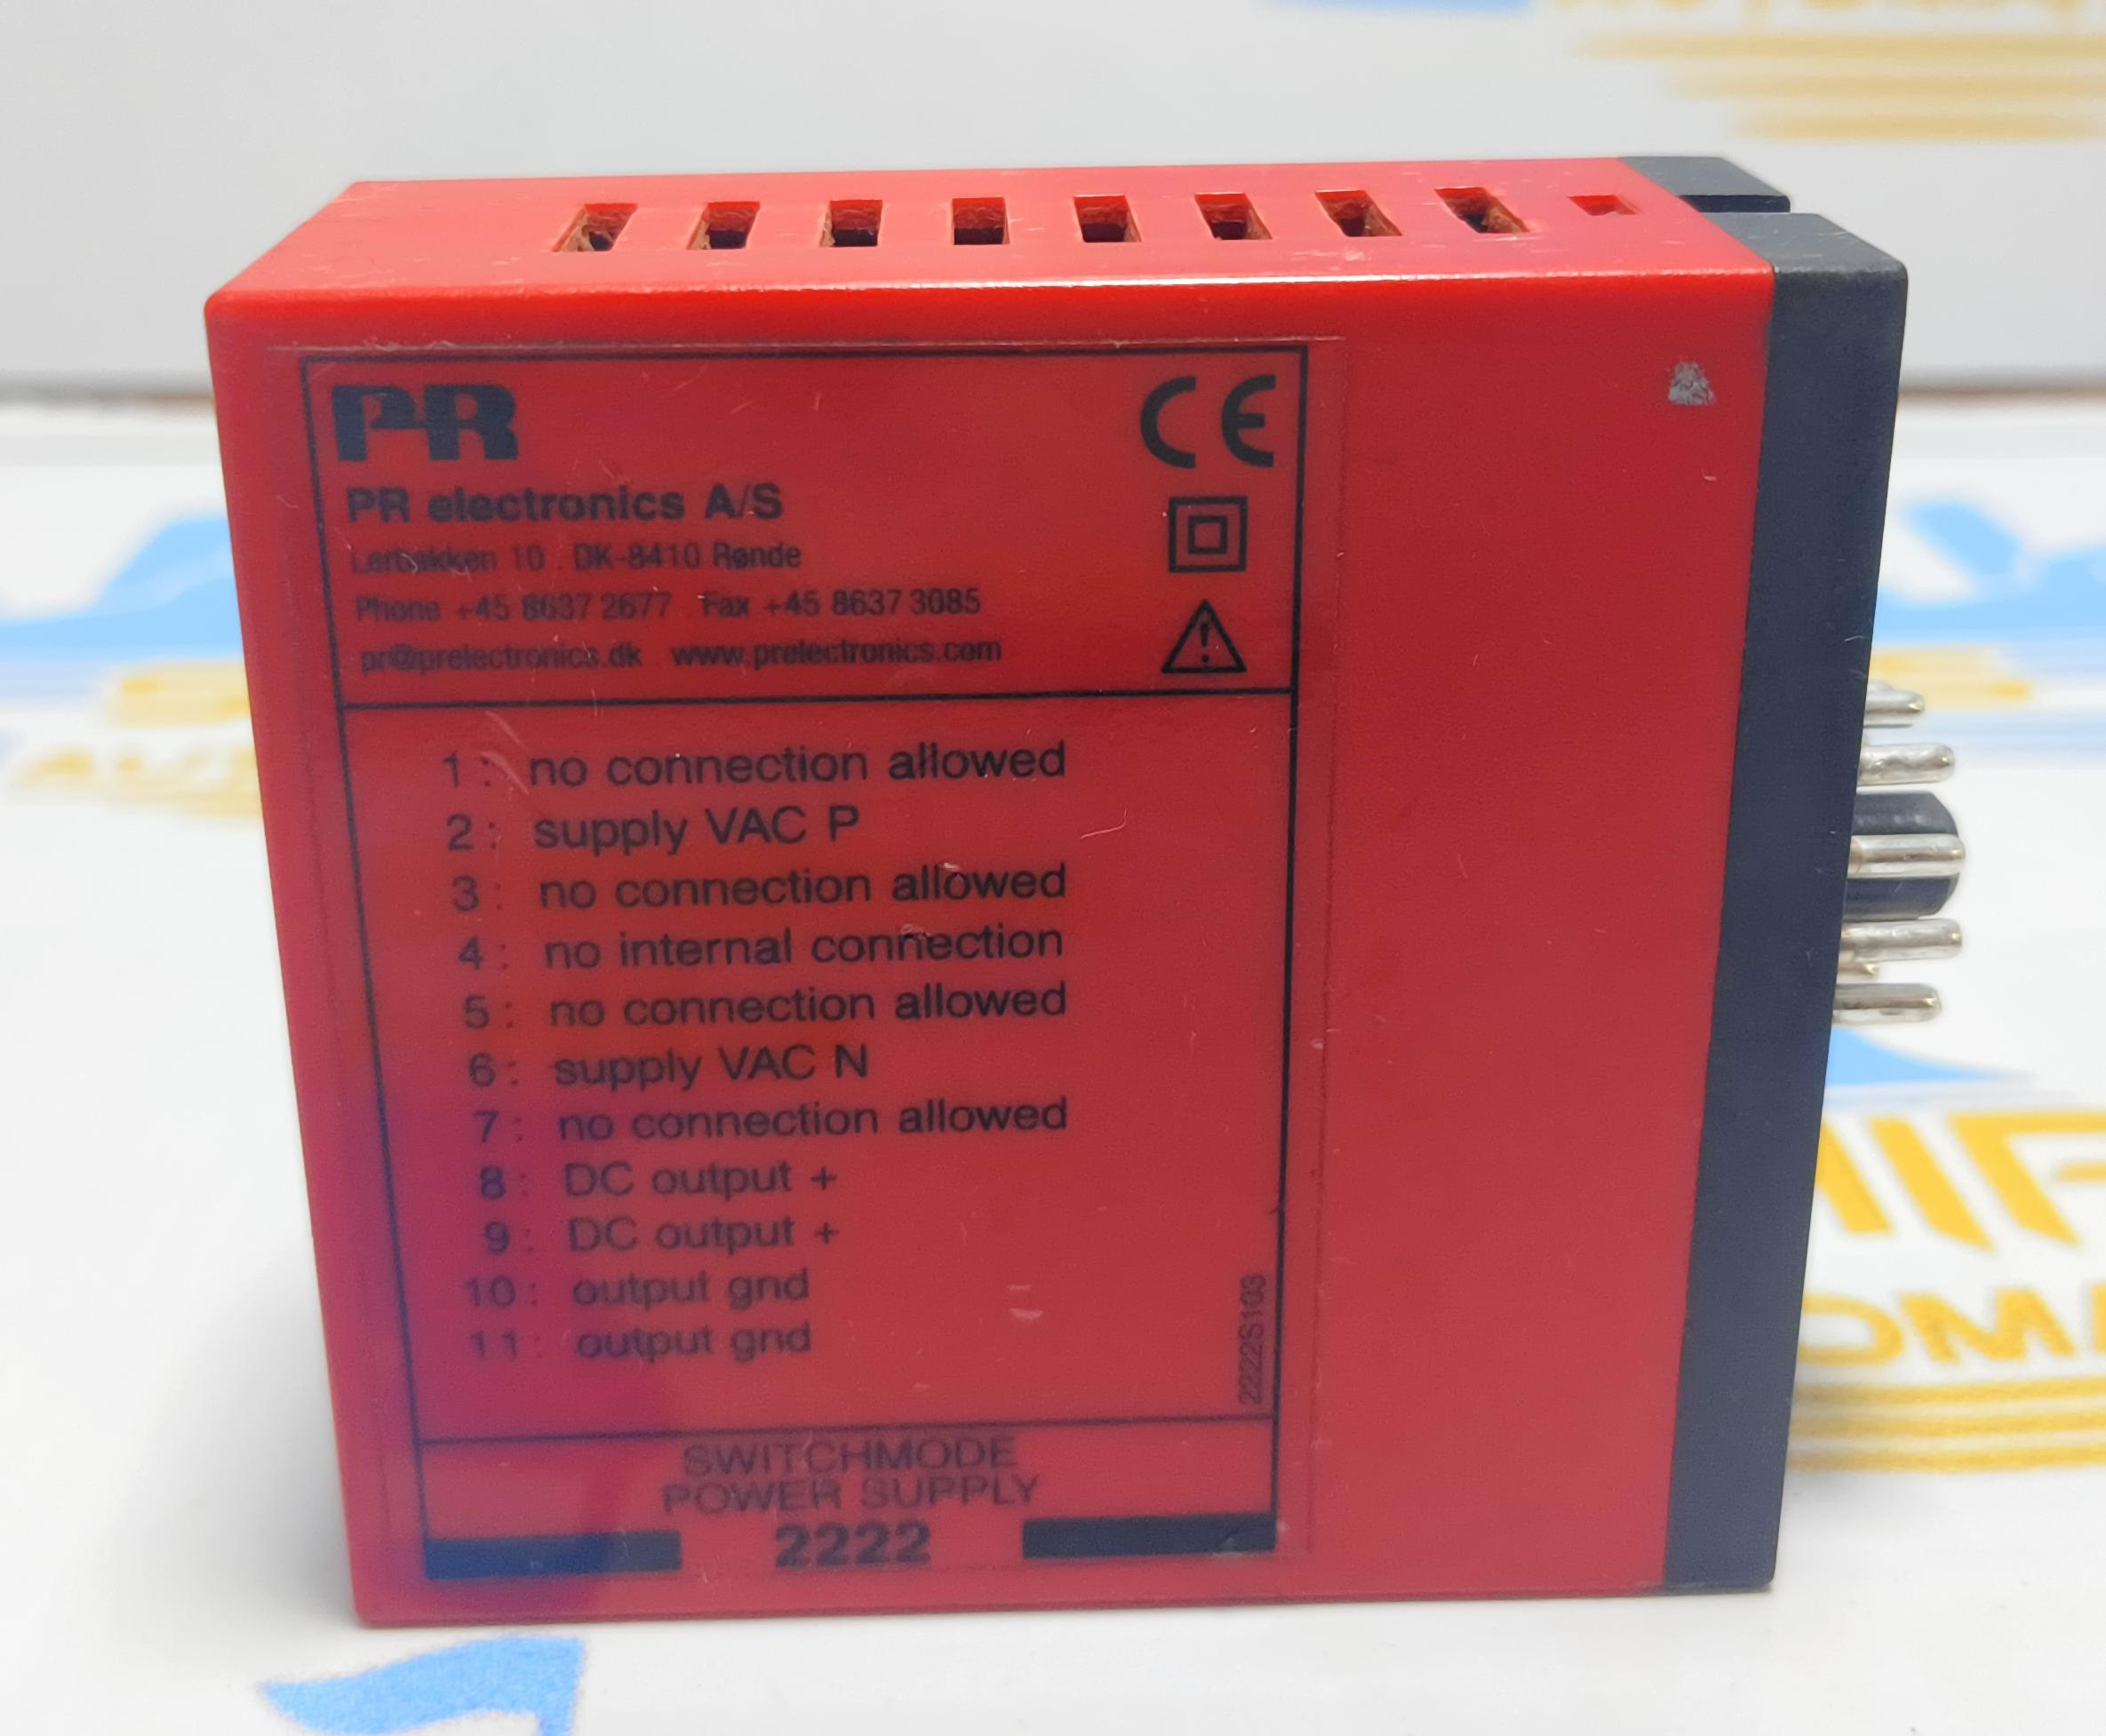 PR
CE
PR electronics A/S
Lerbakken 10 . DK-8410 Rønde
Phone +45 8637 2677 . Fax +45 8637 3085
pr@prelectronics.dk www.prelectronics.com
1: no connection allowed
2: supply VAC P
3: no connection allowed
4: no internal connection
5: no connection allowed
6: supply VAC N
7: no connection allowed
8: DC output +
9: DC output +
10: output gnd
11: output gnd
2222S103
SWITCHMODE
POWER SUPPLY
2222